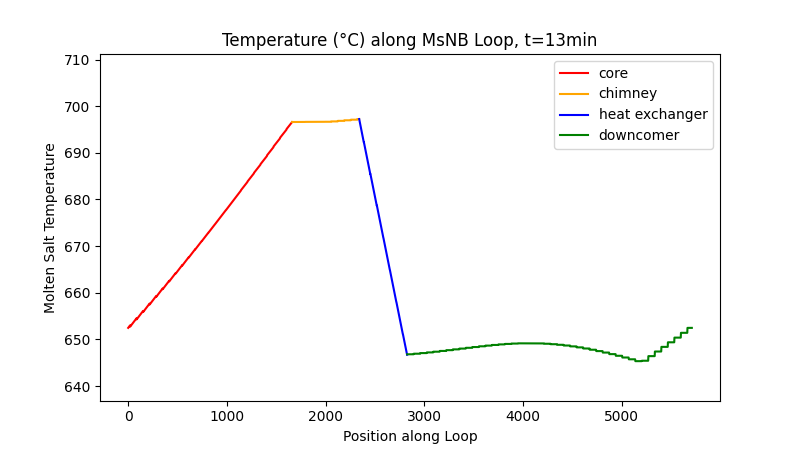 Temperature (°C) along MsNB Loop, t=13min
Molten Salt Temperature
710
700
690
680
670
660
650
640
core
chimney
heat exchanger
downcomer
0 1000 2000 3000 4000 5000
Position along Loop